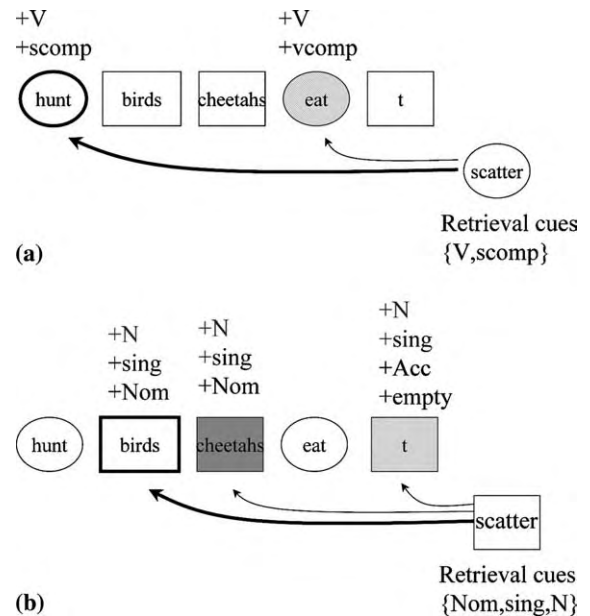 +V +V
+scomp +vcomp
hunt birds cheetahs eat t
scatter
Retrieval cues
{V,scomp}
(a)
+N +N +N
+sing +sing +sing
+Nom +Nom +Acc
+empty
hunt birds cheetahs eat t
scatter
Retrieval cues
{Nom,sing,N}
(b)